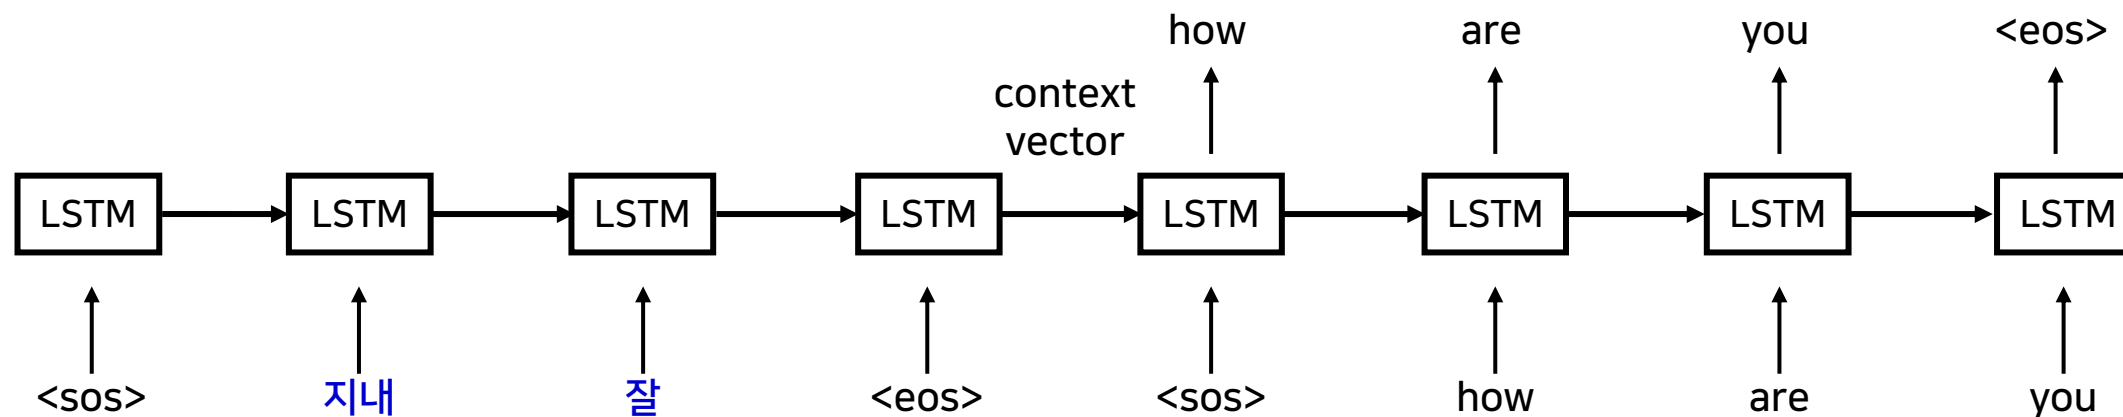 how are you <eos>
context
vector
LSTM LSTM LSTM LSTM LSTM LSTM LSTM LSTM
<sos> 지내 잘 <eos> <sos> how are you